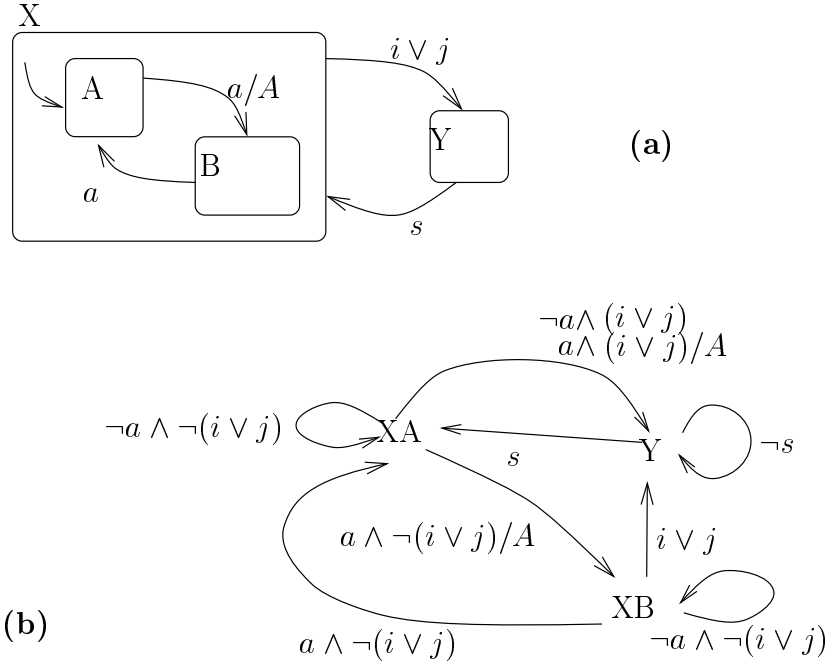 X
i ∨ j
A
a/A
Y
(a)
B
a
s
¬a∧ (i ∨ j)
a∧ (i ∨ j)/A
¬a ∧ ¬(i ∨ j)
XA
Y
¬s
s
a ∧ ¬(i ∨ j)/A
i ∨ j
XB
(b)
a ∧ ¬(i ∨ j)
¬a ∧ ¬(i ∨ j)